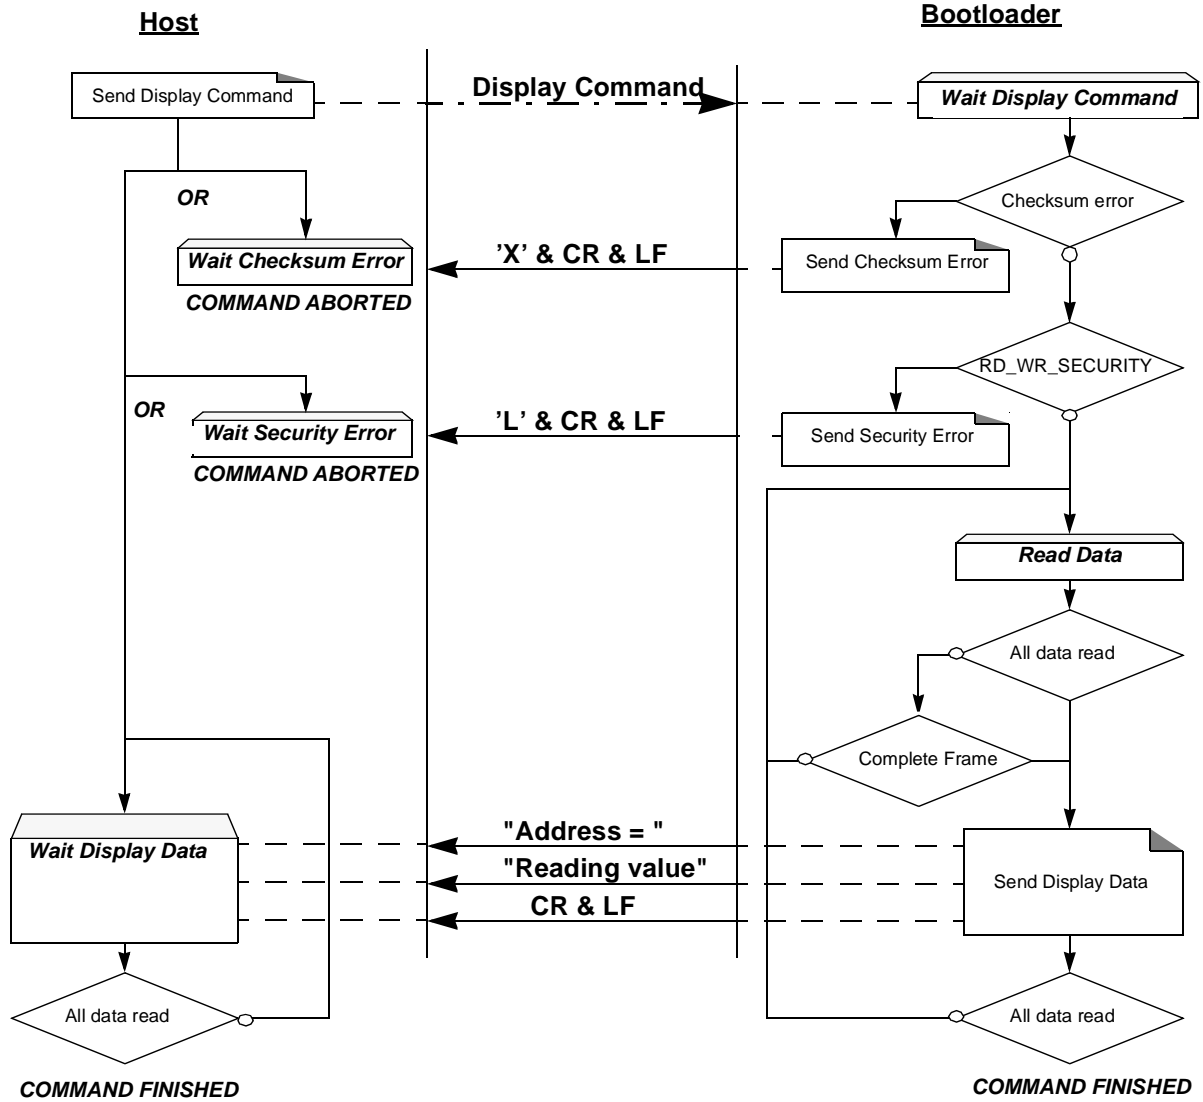 Host
Bootloader
Send Display Command
Display Command
Wait Display Command
OR
Checksum error
Wait Checksum Error
'X' & CR & LF
Send Checksum Error
COMMAND ABORTED
RD_WR_SECURITY
OR
Wait Security Error
'L' & CR & LF
Send Security Error
COMMAND ABORTED
Read Data
All data read
Complete Frame
Wait Display Data
"Address = "
"Reading value"
CR & LF
Send Display Data
All data read
All data read
COMMAND FINISHED
COMMAND FINISHED